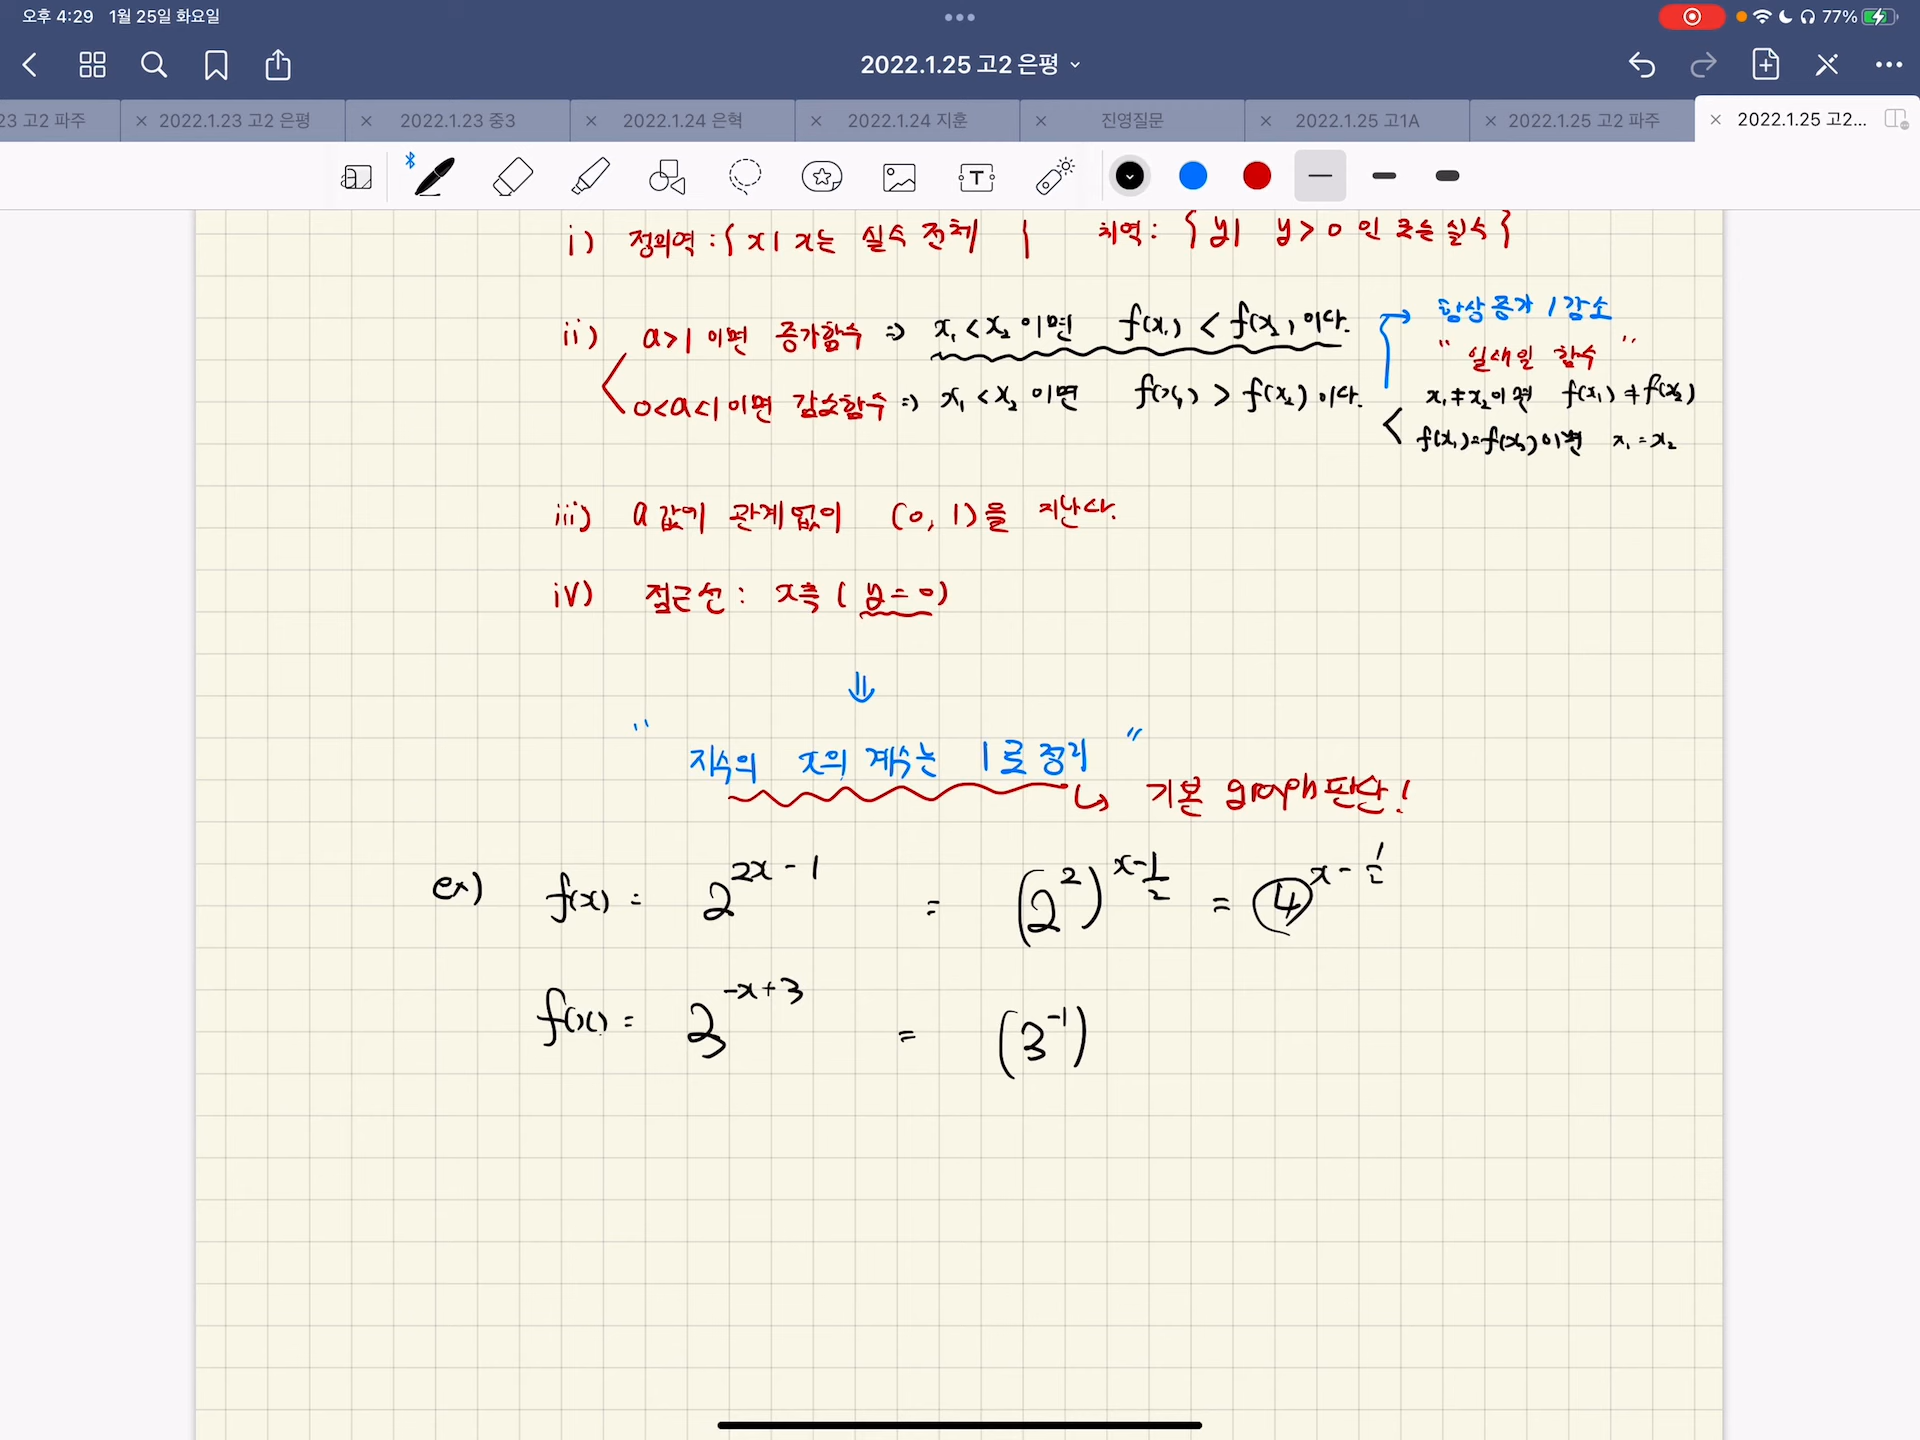 오후 4:29 1월 25일 화요일
77%
2022.1.25 고2 은평
23 고2 파주
2022.1.23 고2 은평
2022.1.23 중3
2022.1.24 은혁
2022.1.24 지훈
진영질문
2022.1.25 고1A
2022.1.25 고2 파주
2022.1.25 고2...
i) 정의역 : { x | x는 실수 전체 } 치역 : { y | y > 0 인 모든 실수 }
항상 증가 / 감소
ii) a>1 이면 증가함수 ⇒ x₁ < x₂ 이면 f(x₁) < f(x₂) 이다.
" 일대일 함수 "
0<a<1 이면 감소함수 ⇒ x₁ < x₂ 이면 f(x₁) > f(x₂) 이다.
x₁ ≠ x₂ 이면 f(x₁) ≠ f(x₂)
f(x₁) = f(x₂) 이면 x₁ = x₂
iii) a 값에 관계없이 (0, 1)을 지난다.
iv) 점근선 : x축 ( y = 0 )
⇓
" 지수의 x의 계수는 1로 정리 "
↳ 기본 graph 판단!
ex) f(x) = 2^{2x-1} = (2²)^{x-1/2} = 4^{x-1/2}
f(x) = 3^{-x+3} = (3^{-1})